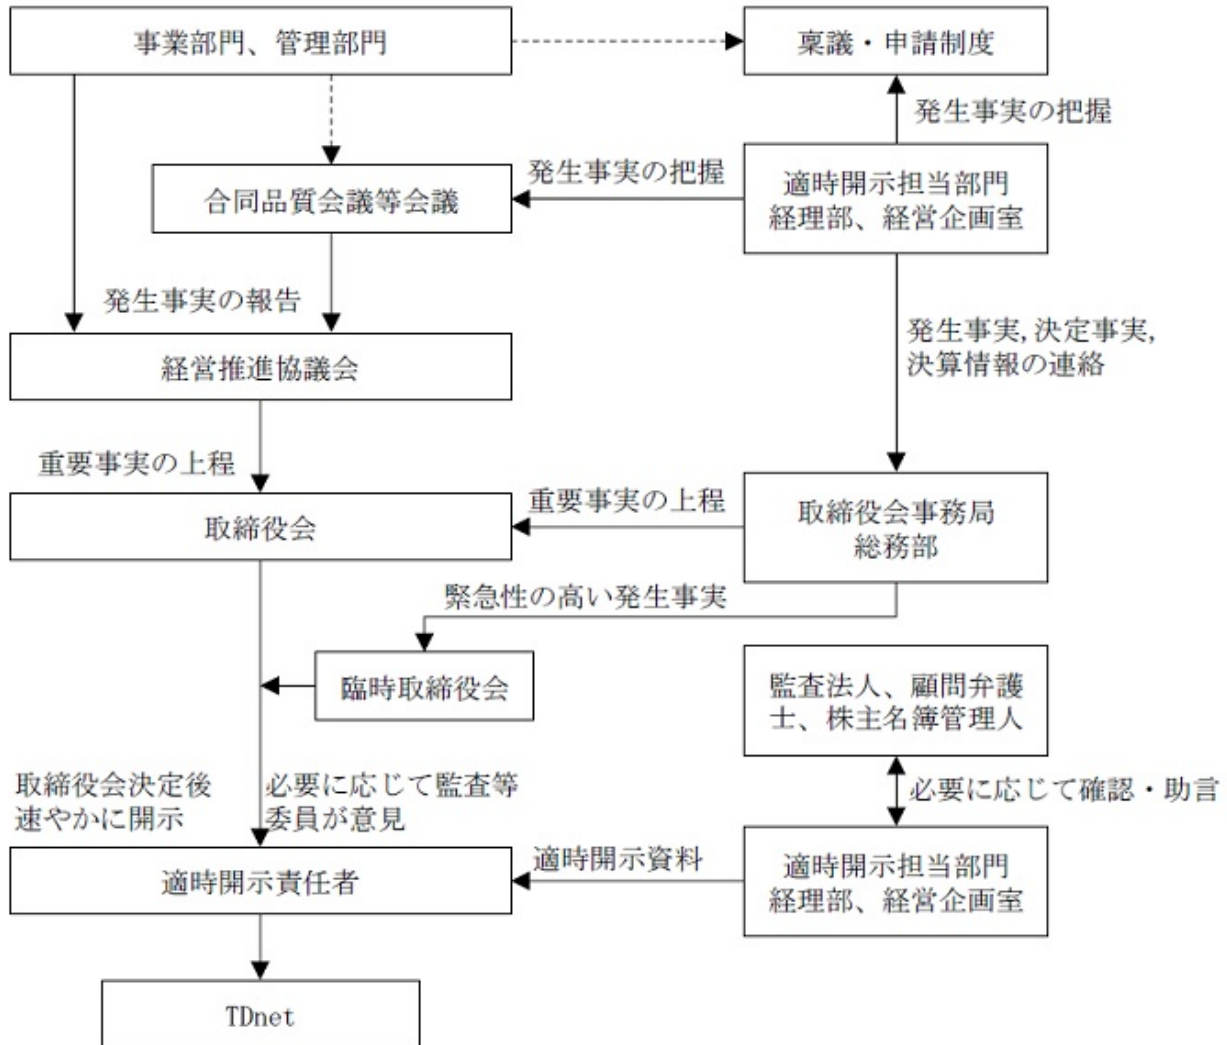 事業部門、管理部門
稟議・申請制度
発生事実の把握
適時開示担当部門
経理部、経営企画室
発生事実の把握
合同品質会議等会議
発生事実の報告
発生事実,決定事実,
決算情報の連絡
経営推進協議会
重要事実の上程
取締役会
重要事実の上程
取締役会事務局
総務部
緊急性の高い発生事実
臨時取締役会
監査法人、顧問弁護
士、株主名簿管理人
取締役会決定後
速やかに開示
必要に応じて監査等
委員が意見
必要に応じて確認・助言
適時開示責任者
適時開示資料
適時開示担当部門
経理部、経営企画室
TDnet